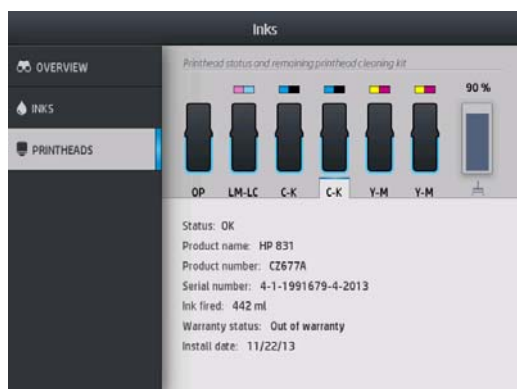 Inks
OVERVIEW
INKS
PRINTHEADS
Printhead status and remaining printhead cleaning kit
90 %
OP LM-LC C-K C-K Y-M Y-M
Status: OK
Product name: HP 831
Product number: CZ677A
Serial number: 4-1-1991679-4-2013
Ink fired: 442 ml
Warranty status: Out of warranty
Install date: 11/22/13